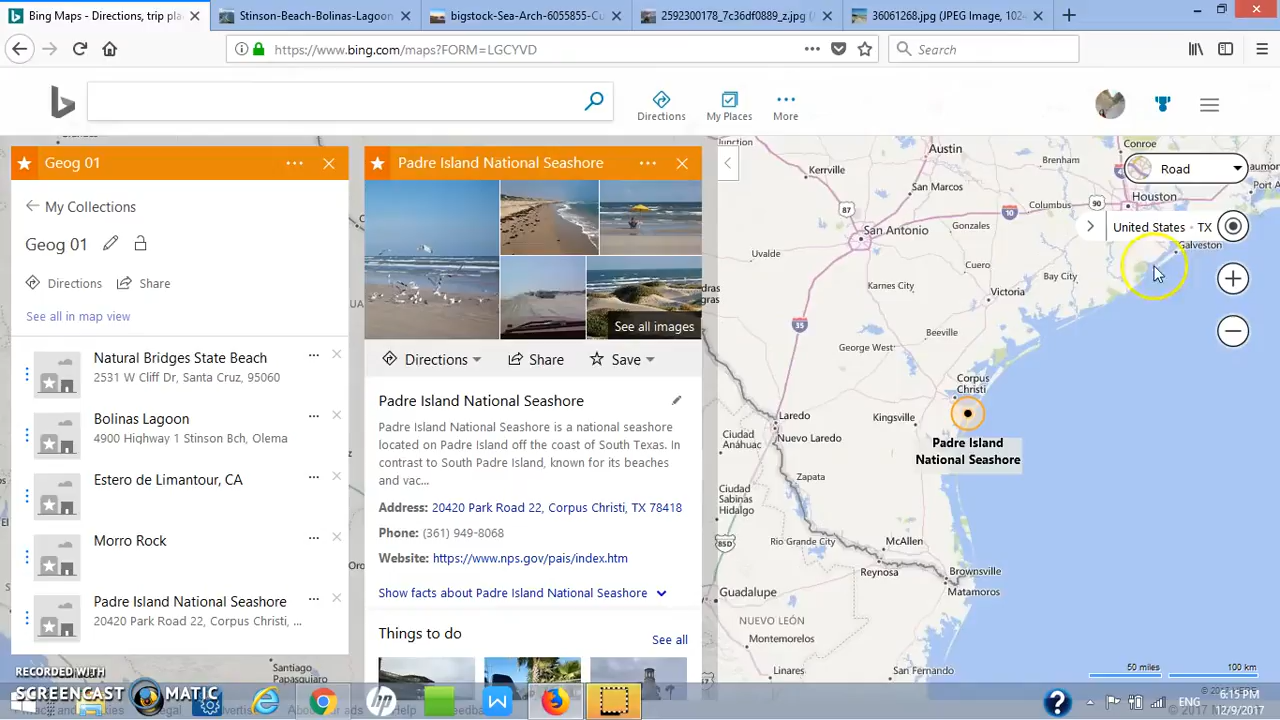 Bing Maps - Directions, trip pla
Stinson-Beach-Bolinas-Lagoon
bigstock-Sea-Arch-6055855-Cu
2592300178_7c36df0889_z.jpg (
36061268.jpg (JPEG Image, 102
https://www.bing.com/maps?FORM=LGCYVD
Search
Directions
My Places
More
Geog 01
My Collections
Geog 01
Directions
Share
See all in map view
Natural Bridges State Beach
2531 W Cliff Dr, Santa Cruz, 95060
Bolinas Lagoon
4900 Highway 1 Stinson Bch, Olema
Estero de Limantour, CA
Morro Rock
Padre Island National Seashore
20420 Park Road 22, Corpus Christi, ...
Padre Island National Seashore
See all images
Directions
Share
Save
Padre Island National Seashore
Padre Island National Seashore is a national seashore
located on Padre Island off the coast of South Texas. In
contrast to South Padre Island, known for its beaches
and vac...
Address: 20420 Park Road 22, Corpus Christi, TX 78418
Phone: (361) 949-8068
Website: https://www.nps.gov/pais/index.htm
Show facts about Padre Island National Seashore
Things to do
See all
Road
United States · TX
Junction
Austin
Conroe
Brenham
Kerrville
San Marcos
Columbus
90
Houston
87
10
San Antonio
Gonzales
Galveston
Uvalde
Cuero
Bay City
Karnes City
Victoria
35
Beeville
George West
Corpus
Christi
Laredo
Kingsville
Ciudad
Anáhuac
Nuevo Laredo
Padre Island
National Seashore
Zapata
Ciudad
Sabinas
Hidalgo
85D
Rio Grande City
McAllen
Reynosa
Brownsville
Matamoros
Guadalupe
NUEVO LEÓN
Montemorelos
Linares
San Fernando
Santiago
Papasquiaro
50 miles
100 km
RECORDED WITH
SCREENCAST MATIC
ENG
6:15 PM
12/9/2017